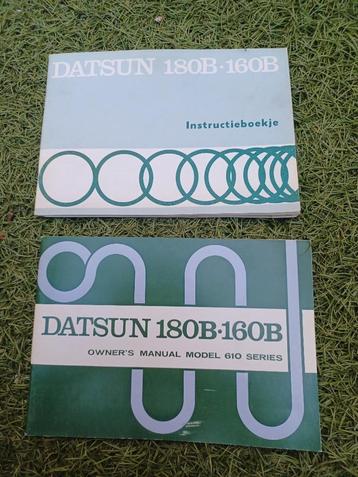 DATSUN 180B·160B
Instructieboekje
DATSUN 180B·160B
OWNER'S MANUAL MODEL 610 SERIES